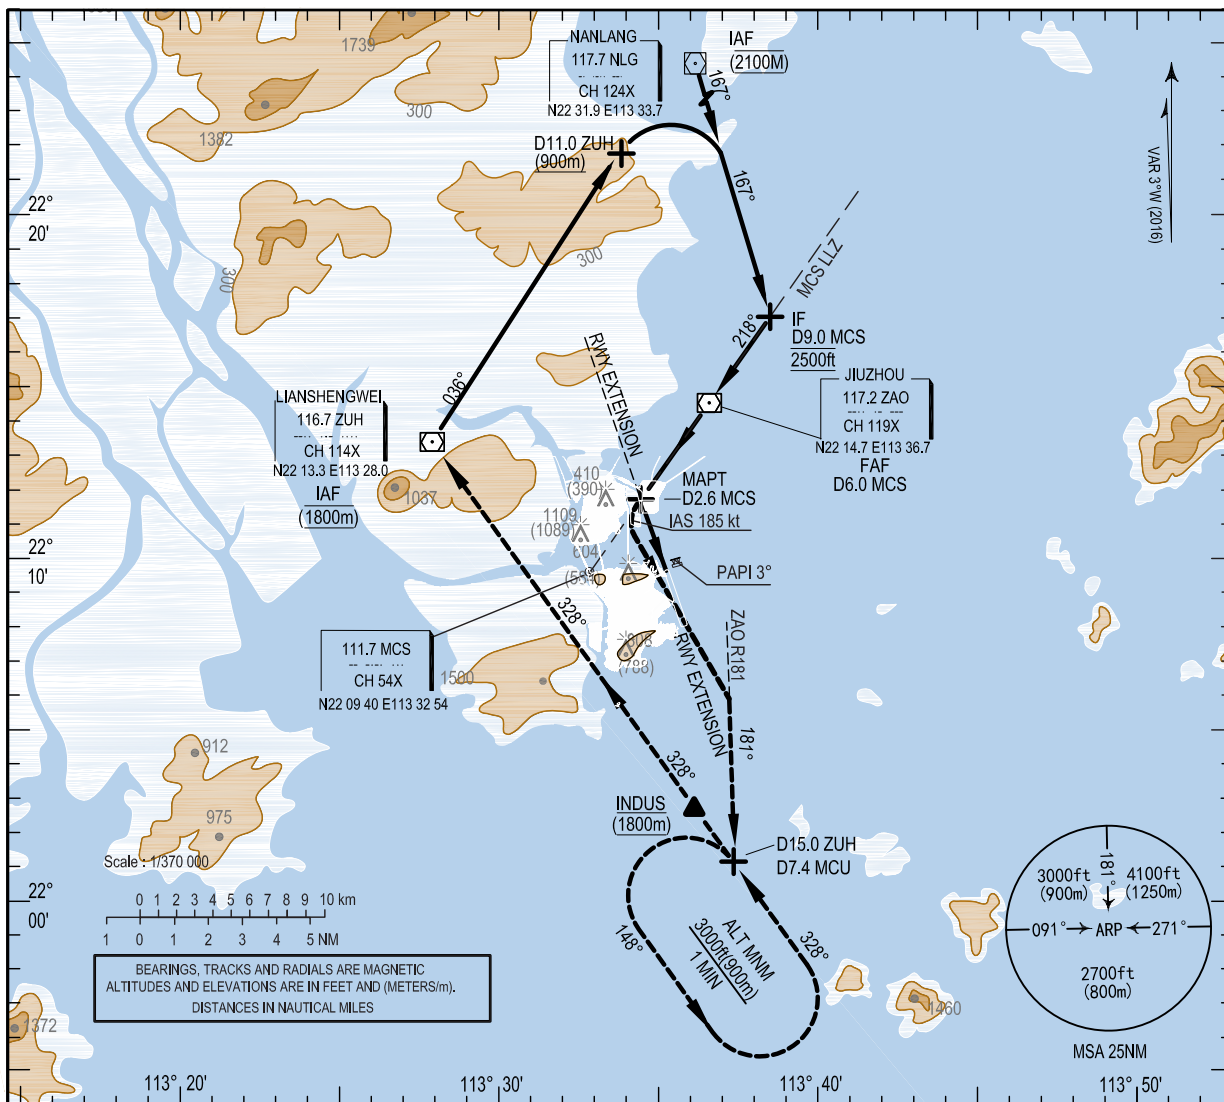 1739
1382
300
300
300
NANLANG
117.7 NLG
CH 124X
N22 31.9 E113 33.7
IAF
(2100M)
167°
167°
D11.0 ZUH
(900m)
VAR 3°W (2016)
22°
20'
MCS LLZ
218°
IF
D9.0 MCS
2500ft
JIUZHOU
117.2 ZAO
CH 119X
N22 14.7 E113 36.7
FAF
D6.0 MCS
RWY EXTENSION
036°
LIANSHENGWEI
116.7 ZUH
CH 114X
N22 13.3 E113 28.0
IAF
(1800m)
1037
410
(390)
1109
(1089)
604
MAPT
D2.6 MCS
IAS 185 kt
PAPI 3°
22°
10'
328°
111.7 MCS
CH 54X
N22 09 40 E113 32 54
1500
(788)
RWY EXTENSION
ZAO R181
181°
328°
912
975
INDUS
(1800m)
D15.0 ZUH
D7.4 MCU
Scale : 1/370 000
0 1 2 3 4 5 6 7 8 9 10 km
1 0 1 2 3 4 5 NM
22°
00'
148°
ALT MNM
3000ft(900m)
1 MIN
328°
3000ft
(900m)
181°
4100ft
(1250m)
091°
ARP
271°
2700ft
(800m)
MSA 25NM
BEARINGS, TRACKS AND RADIALS ARE MAGNETIC
ALTITUDES AND ELEVATIONS ARE IN FEET AND (METERS/m).
DISTANCES IN NAUTICAL MILES
1372
1460
113° 20'
113° 30'
113° 40'
113° 50'